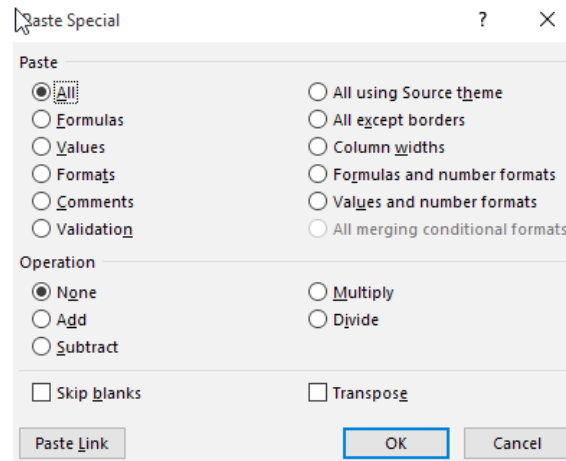 Paste Special ?
Paste
All
Formulas
Values
Formats
Comments
Validation
All using Source theme
All except borders
Column widths
Formulas and number formats
Values and number formats
All merging conditional formats
Operation
None
Add
Subtract
Multiply
Divide
Skip blanks
Transpose
Paste Link
OK
Cancel